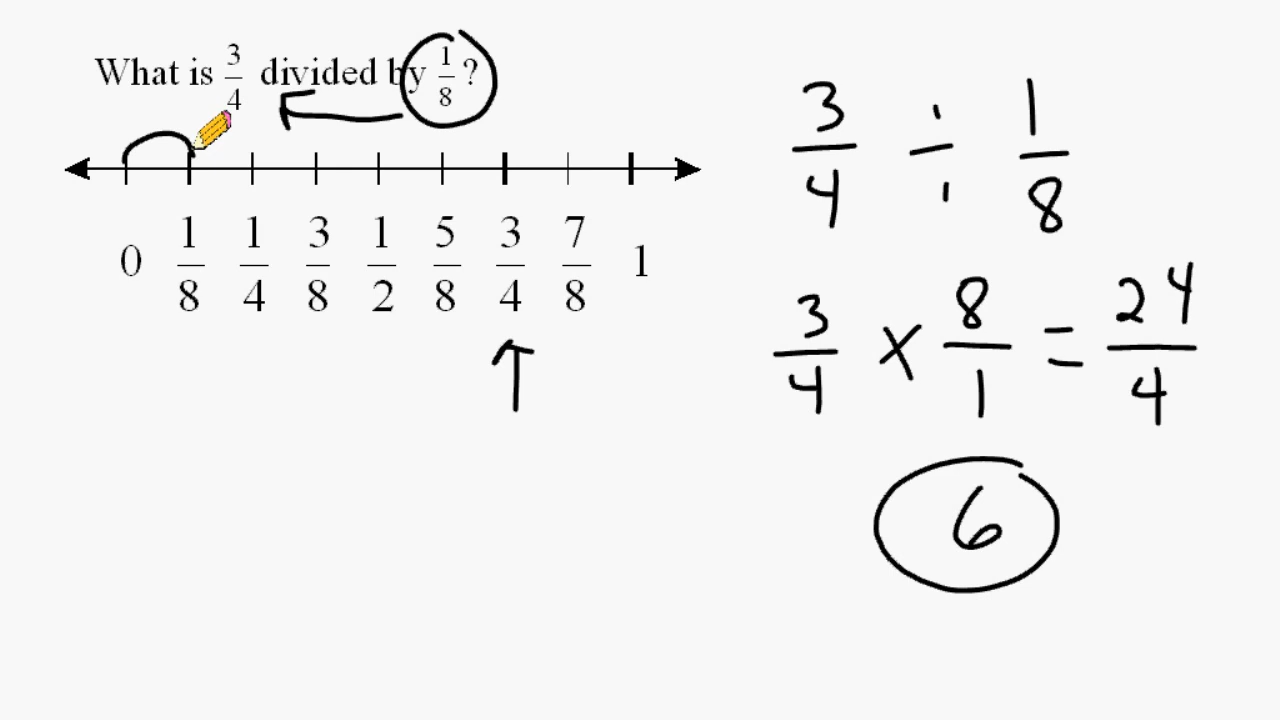 What is 3/4 divided by 1/8 ?
0 1/8 1/4 3/8 1/2 5/8 3/4 7/8 1
3/4 ÷ 1/8
3/4 × 8/1 = 24/4
6